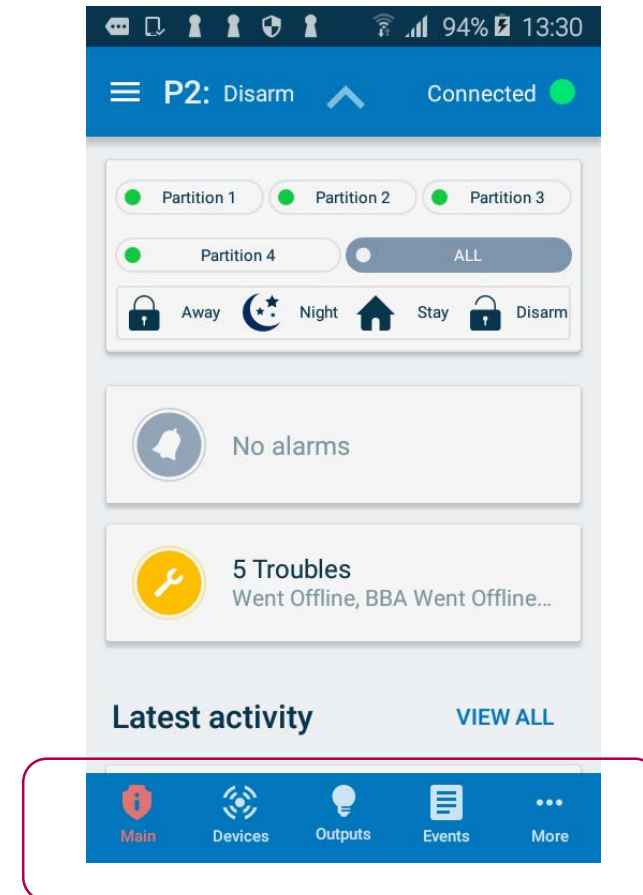 94% 13:30
P2: Disarm Connected
Partition 1 Partition 2 Partition 3
Partition 4 ALL
Away Night Stay Disarm
No alarms
5 Troubles
Went Offline, BBA Went Offline...
Latest activity VIEW ALL
Main Devices Outputs Events More